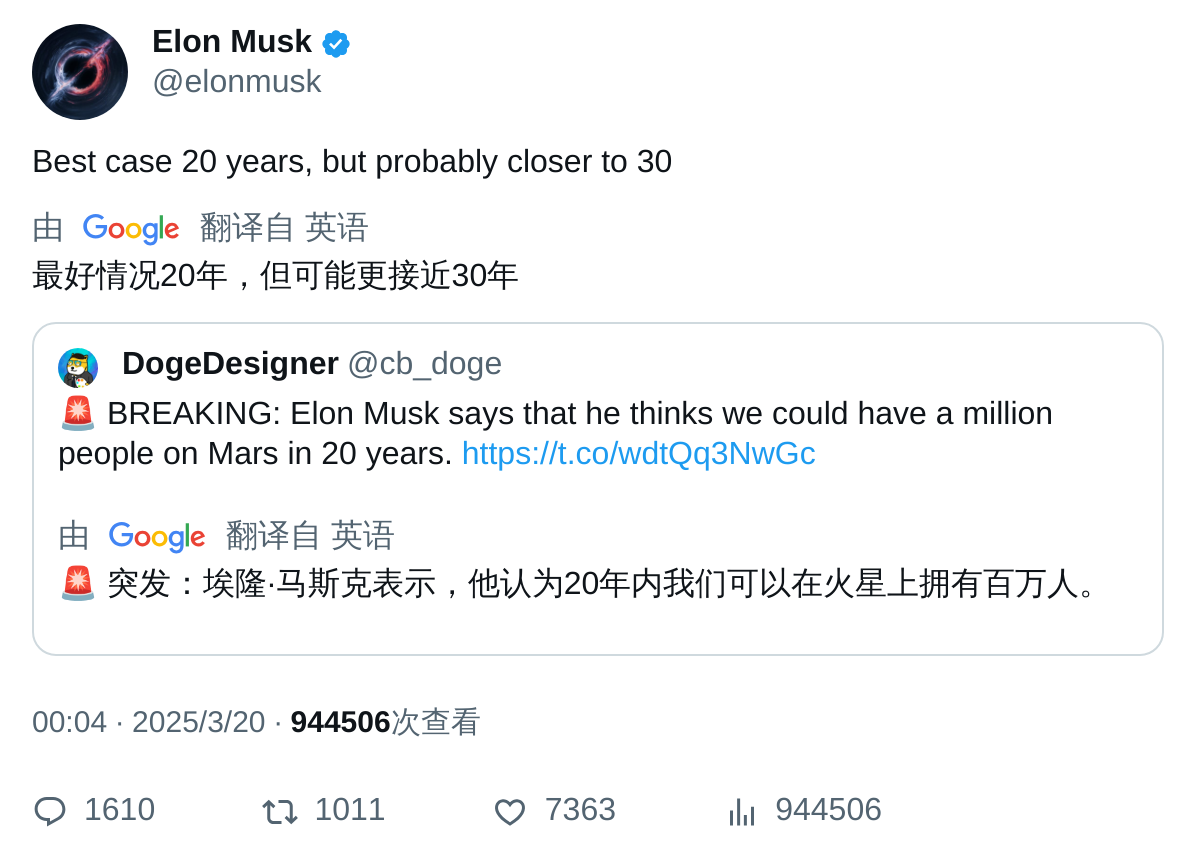 Elon Musk
@elonmusk
Best case 20 years, but probably closer to 30
由 Google 翻译自 英语
最好情况20年，但可能更接近30年
DogeDesigner @cb_doge
🚨 BREAKING: Elon Musk says that he thinks we could have a million
people on Mars in 20 years. https://t.co/wdtQq3NwGc
由 Google 翻译自 英语
🚨 突发：埃隆·马斯克表示，他认为20年内我们可以在火星上拥有百万人。
00:04 · 2025/3/20 · 944506次查看
1610 1011 7363 944506